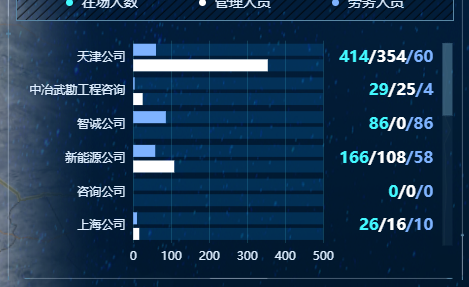 在场人数 管理人员 劳务人员
天津公司 414/354/60
中冶武勘工程咨询 29/25/4
智诚公司 86/0/86
新能源公司 166/108/58
咨询公司 0/0/0
上海公司 26/16/10
0 100 200 300 400 500